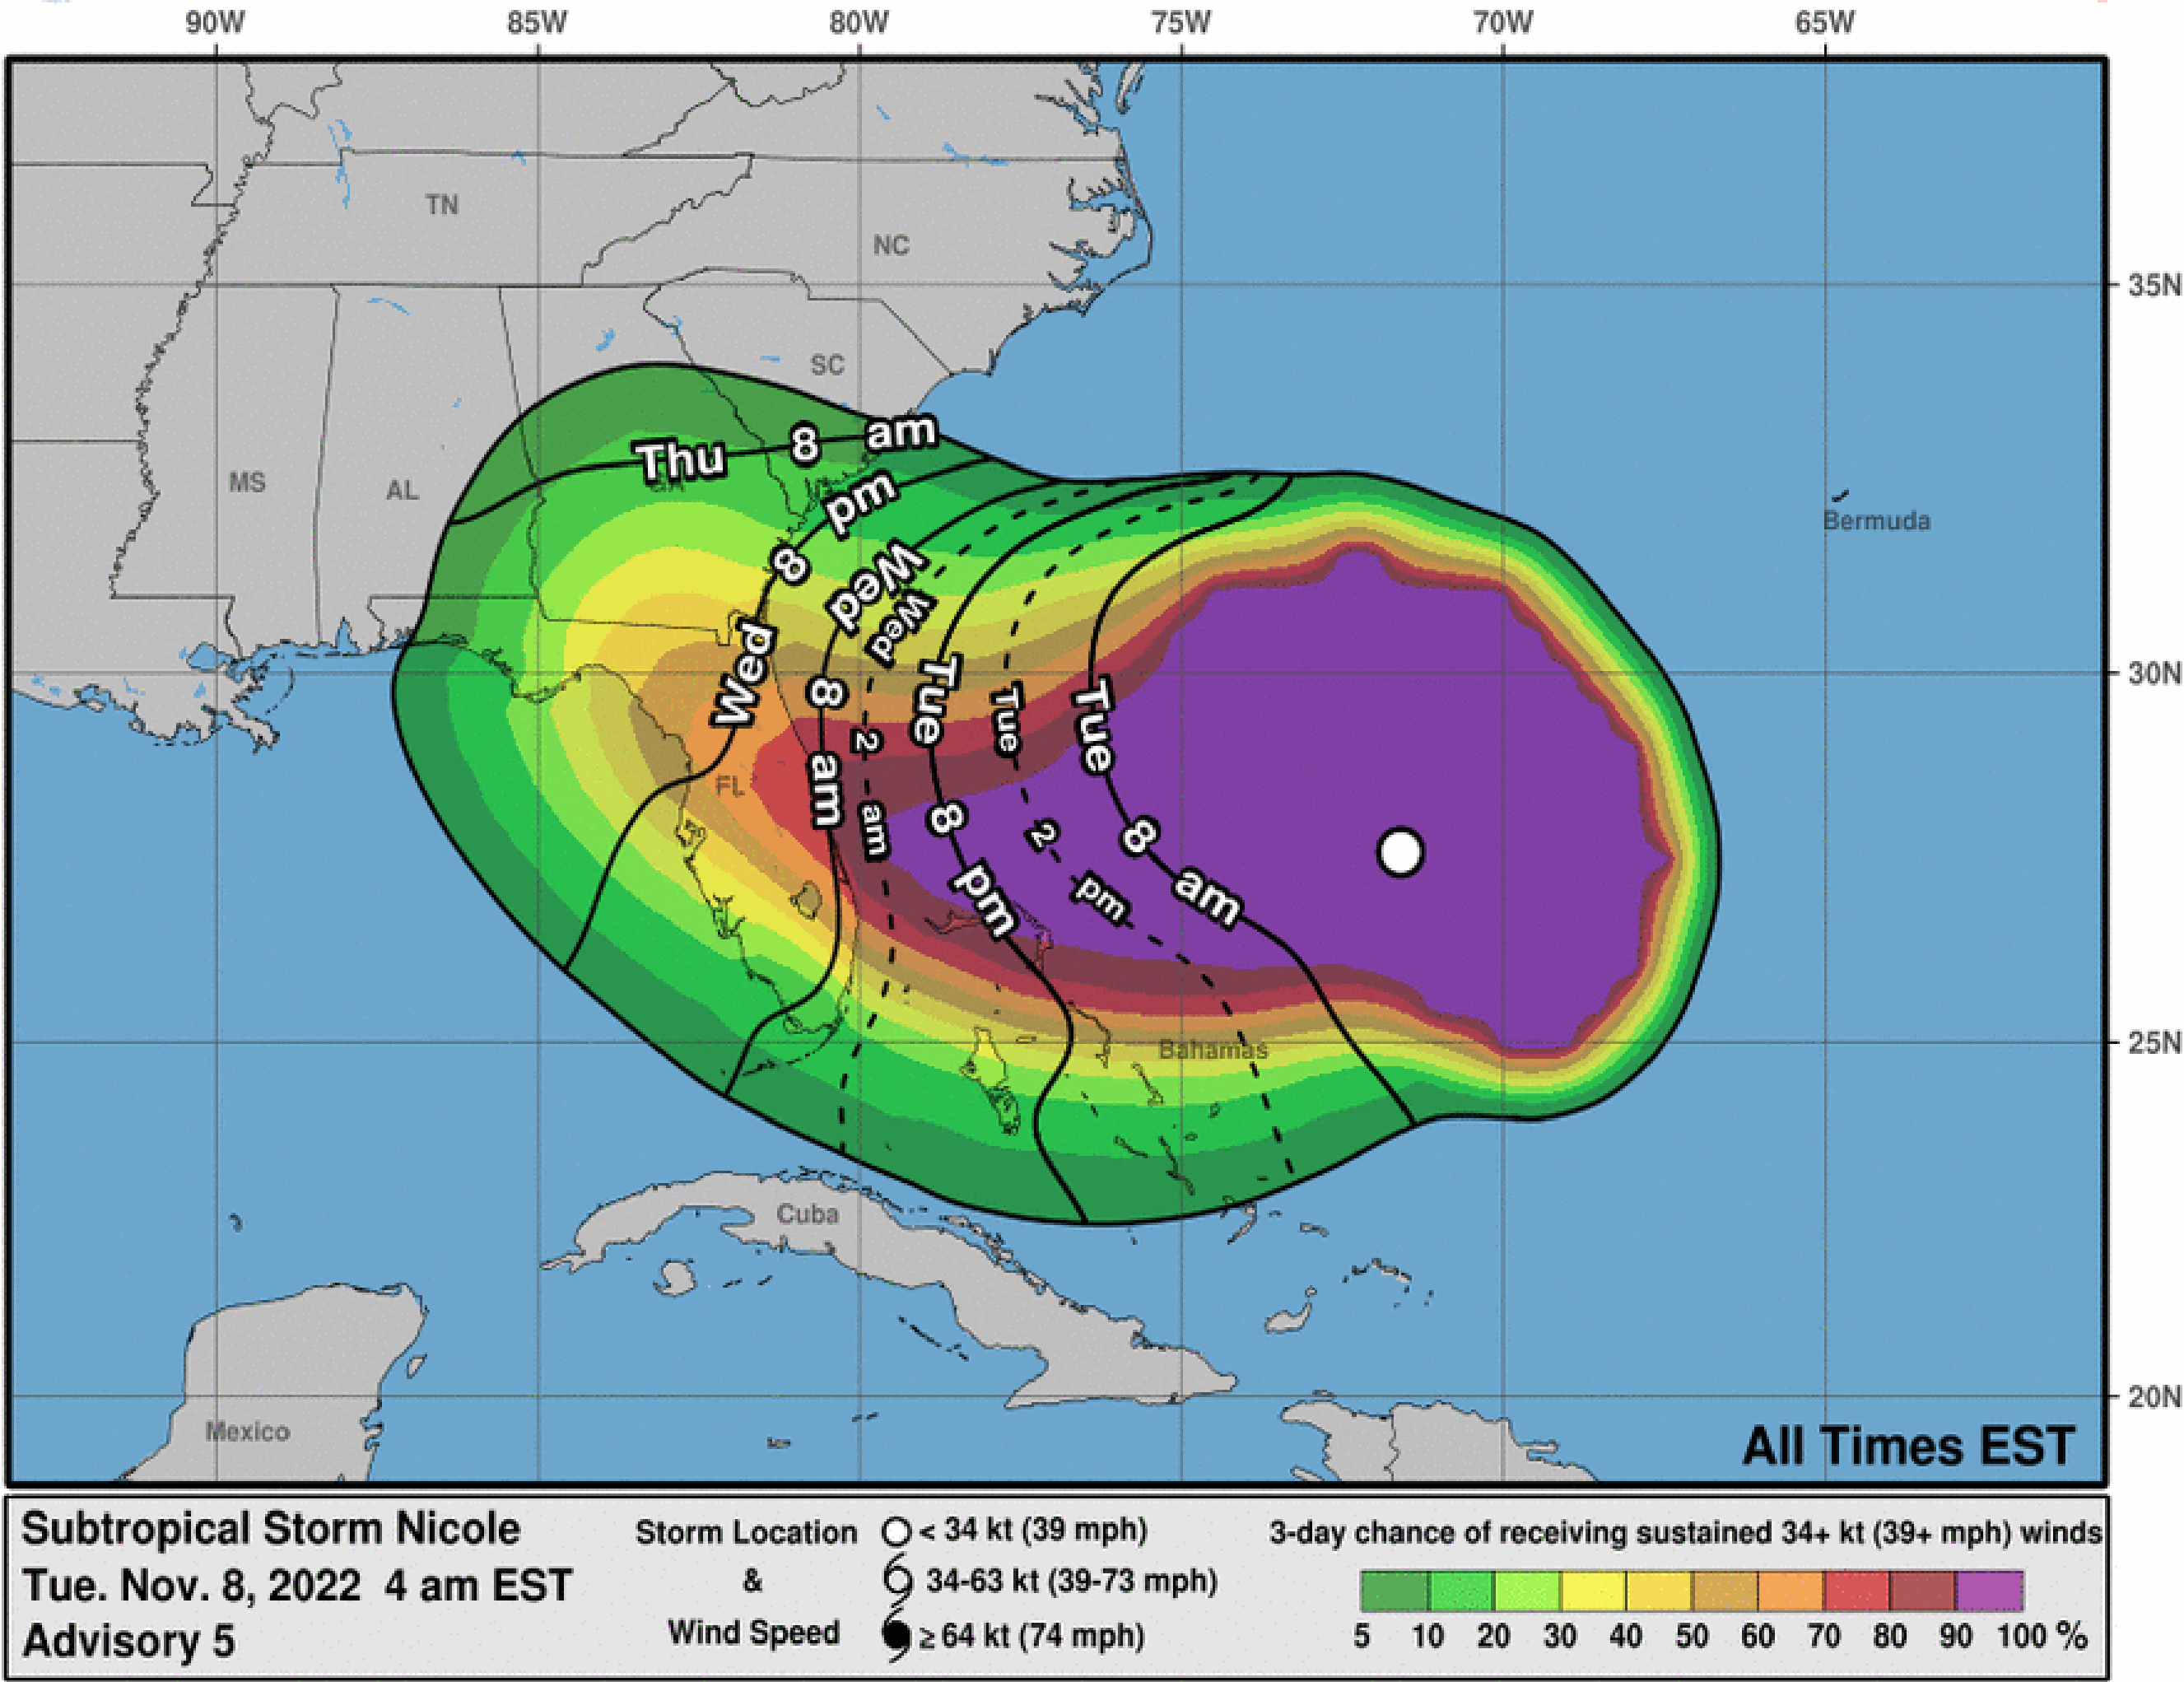 90W 85W 80W 75W 70W 65W
TN
NC
35N
SC
am
8
Thu
MS
AL
pm
Bermuda
8
Wed
Wed
Wed
Tue
Tue
Tue
30N
8
2
am
am
FL
8
pm
2
pm
8
am
Bahamas
25N
Cuba
20N
Mexico
All Times EST
Subtropical Storm Nicole
Tue. Nov. 8, 2022 4 am EST
Advisory 5
Storm Location
&
Wind Speed
< 34 kt (39 mph)
34-63 kt (39-73 mph)
≥ 64 kt (74 mph)
3-day chance of receiving sustained 34+ kt (39+ mph) winds
5 10 20 30 40 50 60 70 80 90 100 %